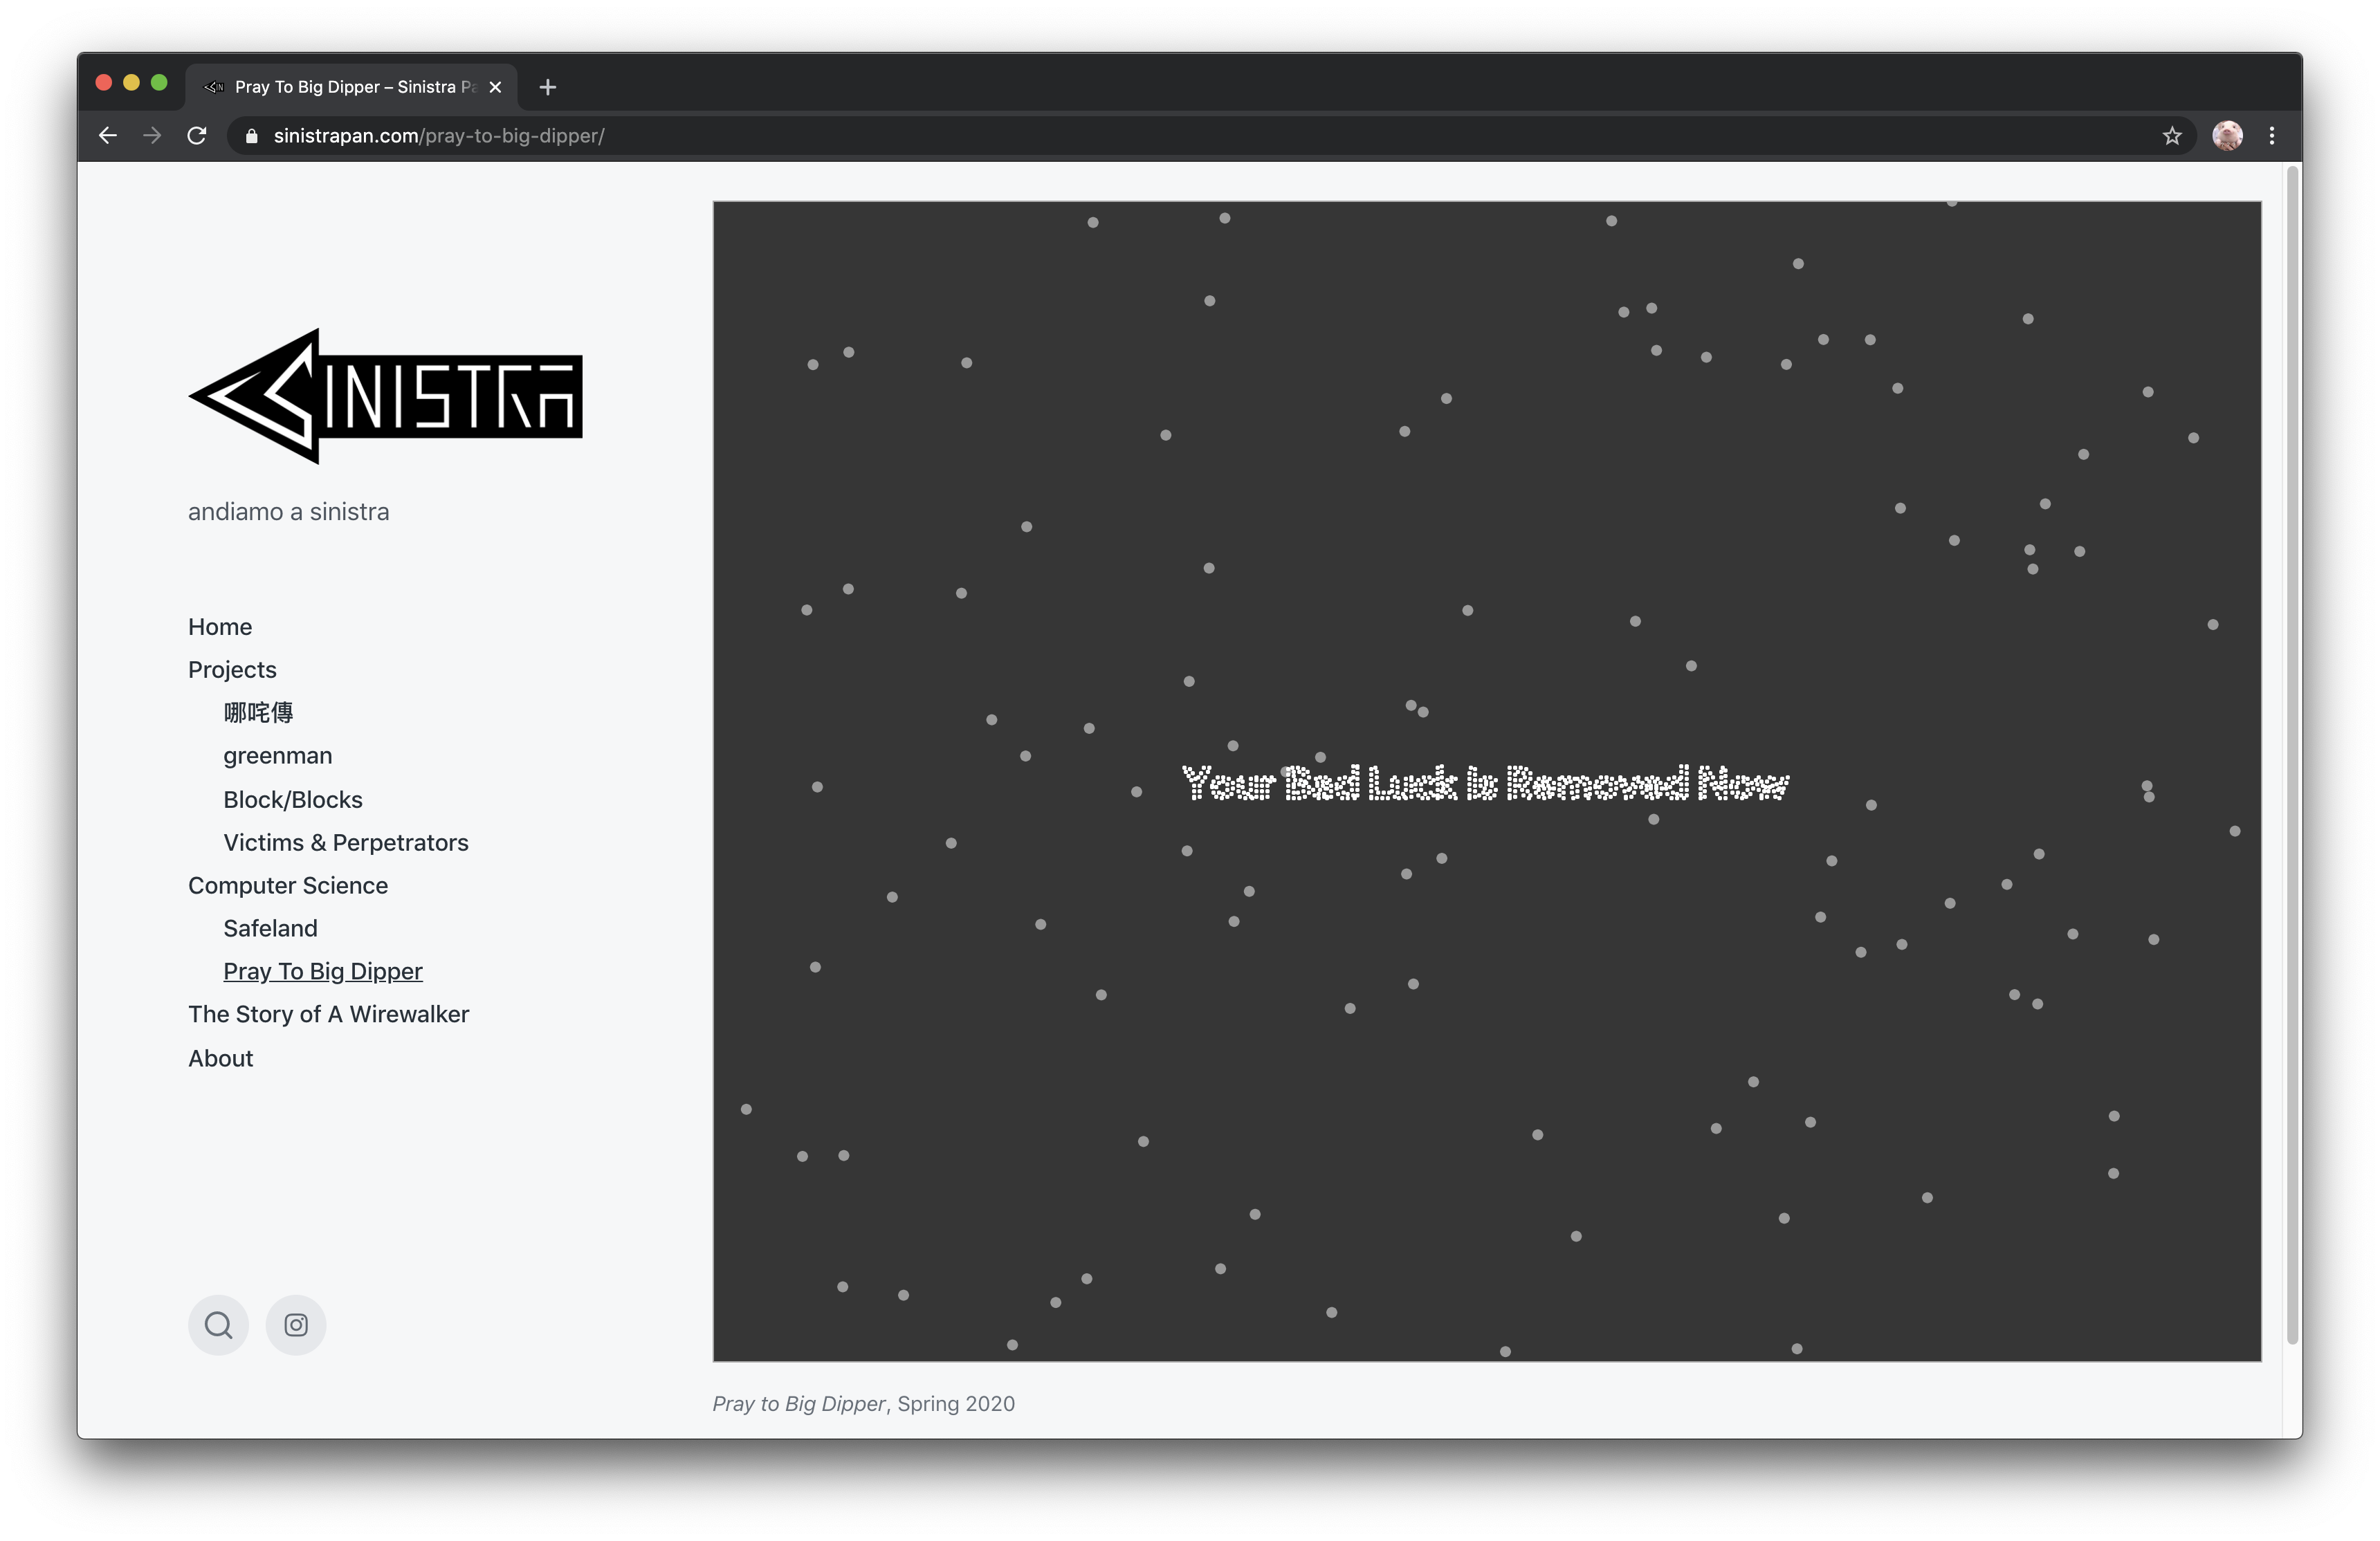 Pray To Big Dipper – Sinistra Pa
sinistrapan.com/pray-to-big-dipper/
SINISTRA
andiamo a sinistra
Home
Projects
哪吒傳
greenman
Block/Blocks
Victims & Perpetrators
Computer Science
Safeland
Pray To Big Dipper
The Story of A Wirewalker
About
Your Bad Luck Is Removed Now
Pray to Big Dipper, Spring 2020